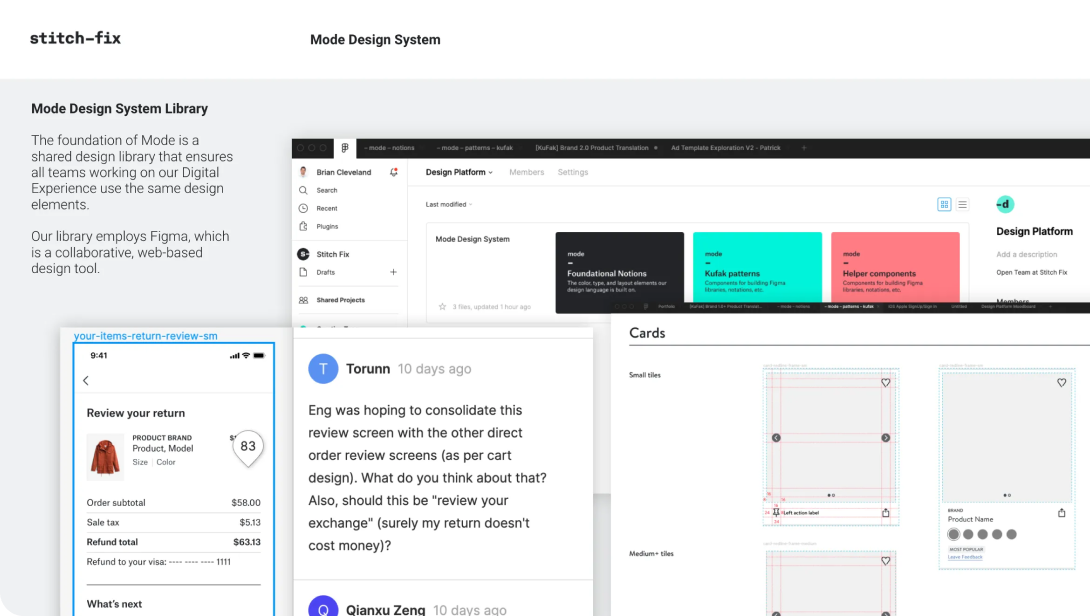 stitch-fix
Mode Design System
Mode Design System Library
The foundation of Mode is a
shared design library that ensures
all teams working on our Digital
Experience use the same design
elements.
Our library employs Figma, which
is a collaborative, web-based
design tool.
– mode – notions
– mode – patterns – kufak
[KuFak] Brand 2.0 Product Translation
Ad Template Exploration V2 - Patrick
Brian Cleveland
Search
Recent
Plugins
Stitch Fix
Drafts
Shared Projects
Design Platform
Members
Settings
Last modified
Mode Design System
3 files, updated 1 hour ago
mode
Foundational Notions
The color, type, and layout elements our
design language is built on.
mode
Kufak patterns
Components for building Figma
libraries, notations, etc.
mode
Helper components
Components for building Figma
libraries, notations, etc.
-d
Design Platform
Add a description
Open Team at Stitch Fix
Members
your-items-return-review-sm
9:41
Review your return
PRODUCT BRAND
Product, Model
Size | Color
83
Order subtotal $58.00
Sale tax $5.13
Refund total $63.13
Refund to your visa: ---- ---- ---- 1111
What's next
T
Torunn 10 days ago
Eng was hoping to consolidate this
review screen with the other direct
order review screens (as per cart
design). What do you think about that?
Also, should this be "review your
exchange" (surely my return doesn't
cost money)?
Q
Qianxu Zeng 10 days ago
Cards
Small tiles
Left action label
BRAND
Product Name
MOST POPULAR
Leave Feedback
Medium+ tiles